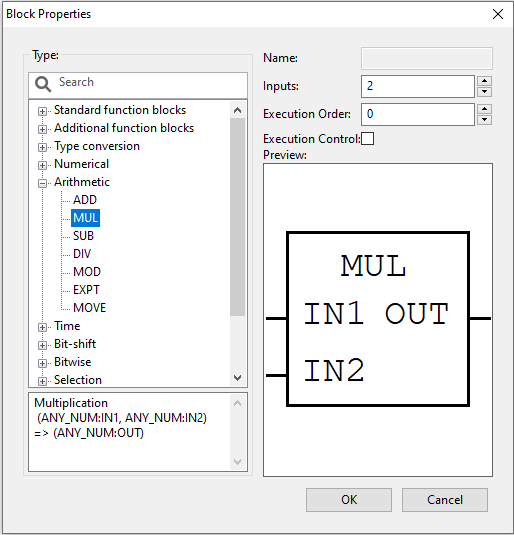 Block Properties
Type:
Search
Standard function blocks
Additional function blocks
Type conversion
Numerical
Arithmetic
ADD
MUL
SUB
DIV
MOD
EXPT
MOVE
Time
Bit-shift
Bitwise
Selection
Multiplication
(ANY_NUM:IN1, ANY_NUM:IN2)
=> (ANY_NUM:OUT)
Name:
Inputs: 2
Execution Order: 0
Execution Control:
Preview:
MUL
IN1 OUT
IN2
OK Cancel